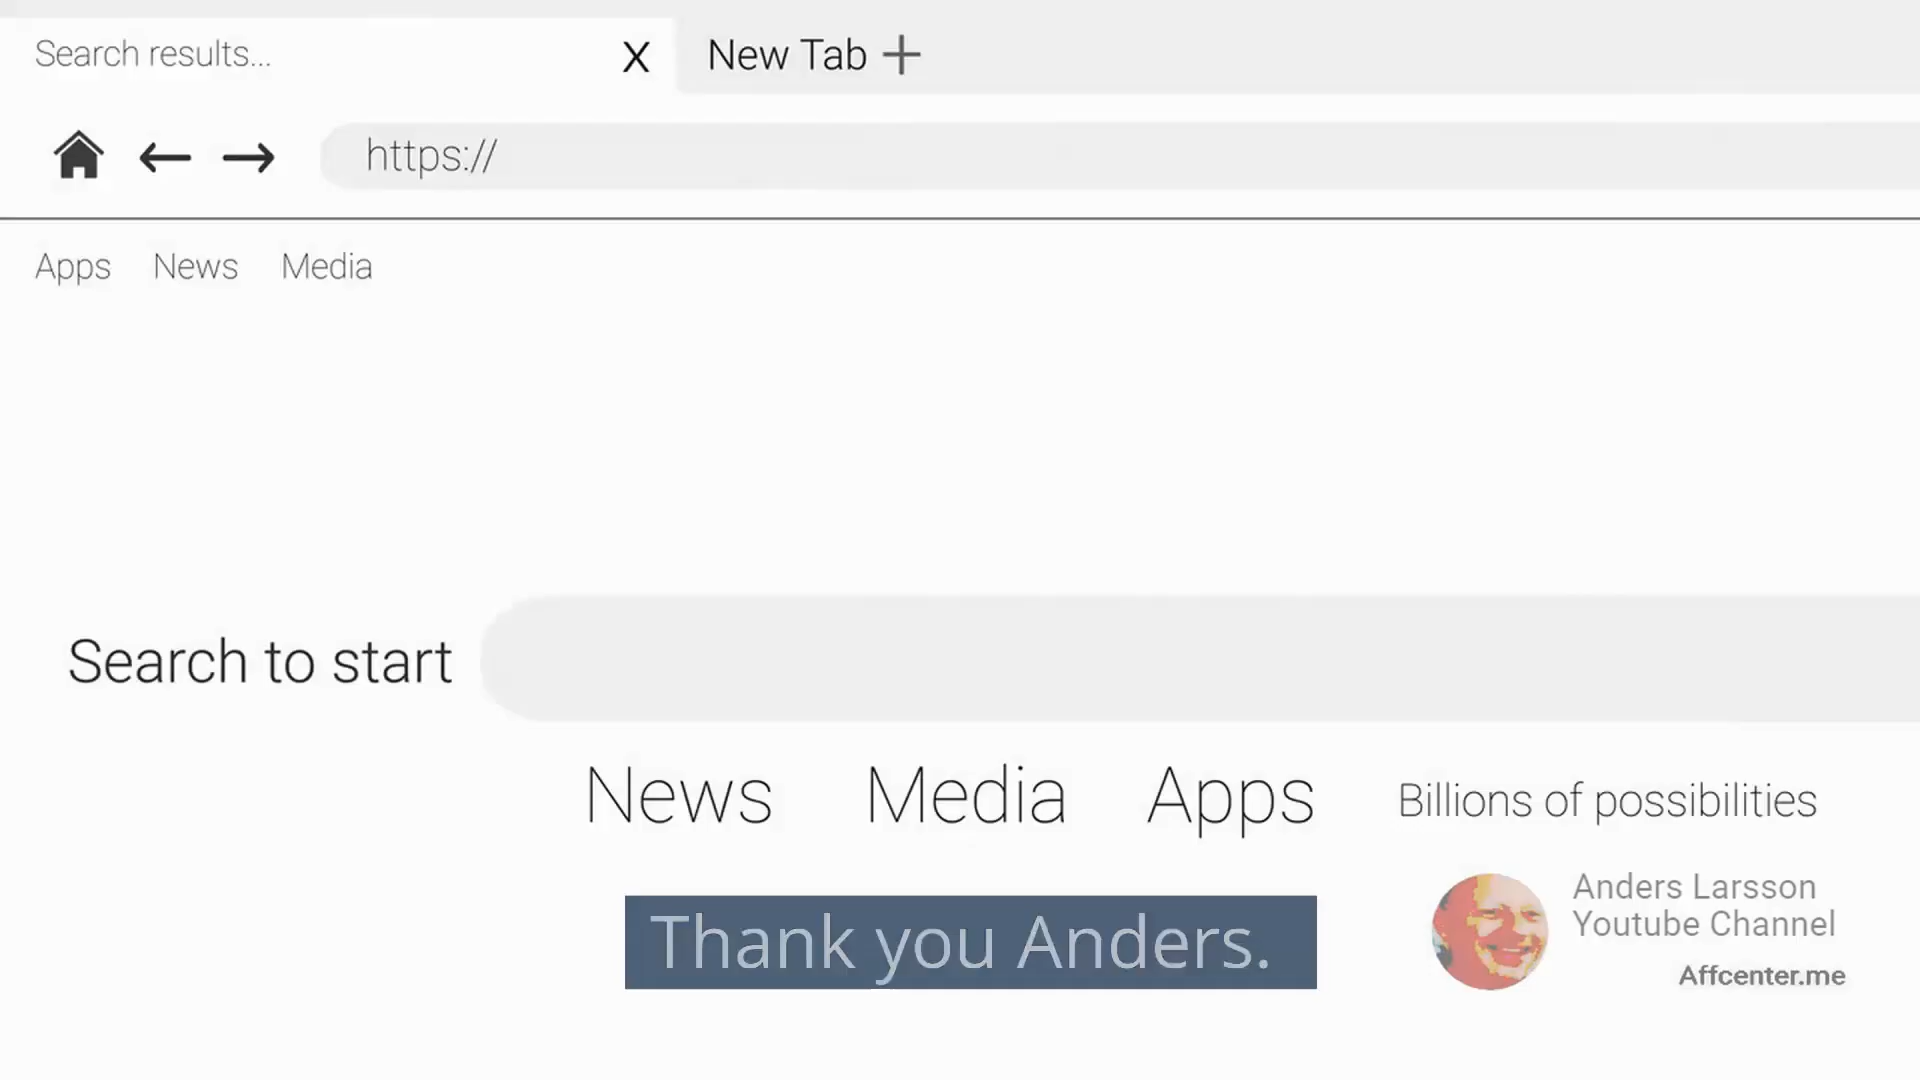 Search results...
X
New Tab +
https://
Apps News Media
Search to start
News Media Apps Billions of possibilities
Thank you Anders.
Anders Larsson
Youtube Channel
Affcenter.me